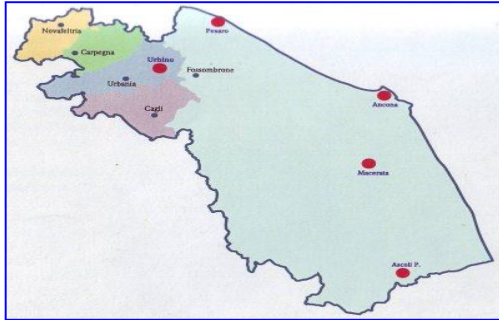 Novafeltria
Pesaro
Carpegna
Urbino
Fossombrone
Urbania
Ancona
Cagli
Macerata
Ascoli P.